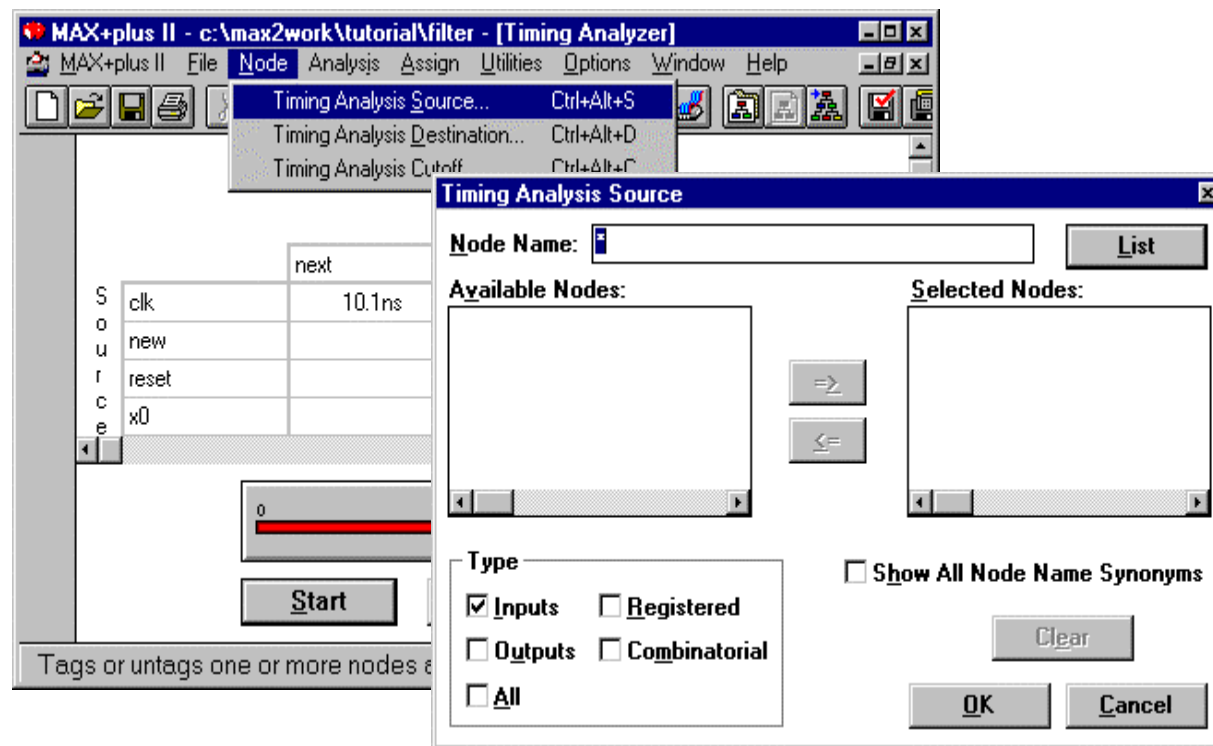 MAX+plus II - c:\max2work\tutorial\filter - [Timing Analyzer]
MAX+plus II File Node Analysis Assign Utilities Options Window Help
Timing Analysis Source... Ctrl+Alt+S
Timing Analysis Destination... Ctrl+Alt+D
Timing Analysis Cutoff Ctrl+Alt+C
next
Source
clk 10.1ns
new
reset
x0
0
Start
Tags or untags one or more nodes a
Timing Analysis Source
Node Name: * List
Available Nodes: Selected Nodes:
=>
<=
Type
Inputs Registered
Outputs Combinatorial
All
Show All Node Name Synonyms
Clear
OK Cancel